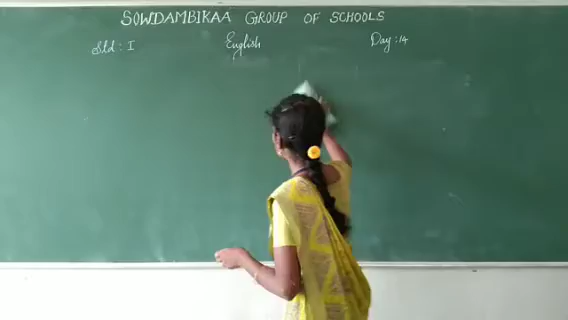 SOWDAMBIKAA GROUP OF SCHOOLS
Std : I English Day : 14